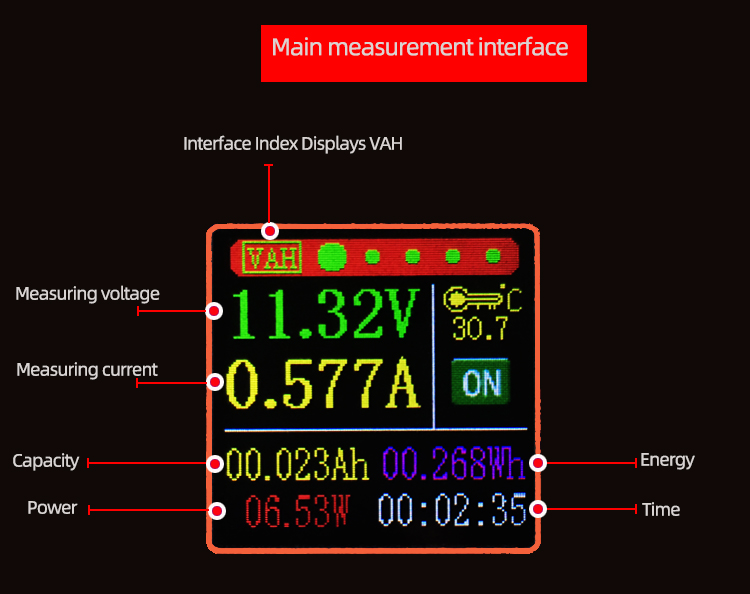 Main measurement interface
Interface Index Displays VAH
VAH
Measuring voltage
11.32V
°C
30.7
Measuring current
0.577A
ON
Capacity
00.023Ah
00.268Wh
Energy
Power
06.53W
00:02:35
Time